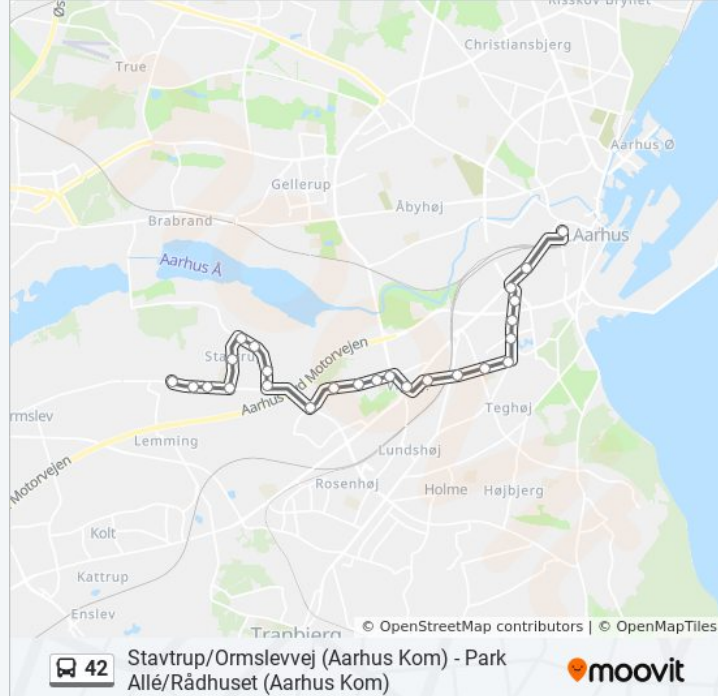 Risskov Brynet
Øs
Christiansbjerg
True
Aarhus Ø
Gellerup
Åbyhøj
Brabrand
Aarhus
Aarhus Å
Aarhus Syd Motorvejen
Teghøj
rmslev
Lemming
Motorvejen
Lundshøj
Rosenhøj
Holme
Højbjerg
Kolt
Kattrup
Enslev
Tranbjerg
© OpenStreetMap contributors | © OpenMapTiles
42
Stavtrup/Ormslevvej (Aarhus Kom) - Park
Allé/Rådhuset (Aarhus Kom)
moovit